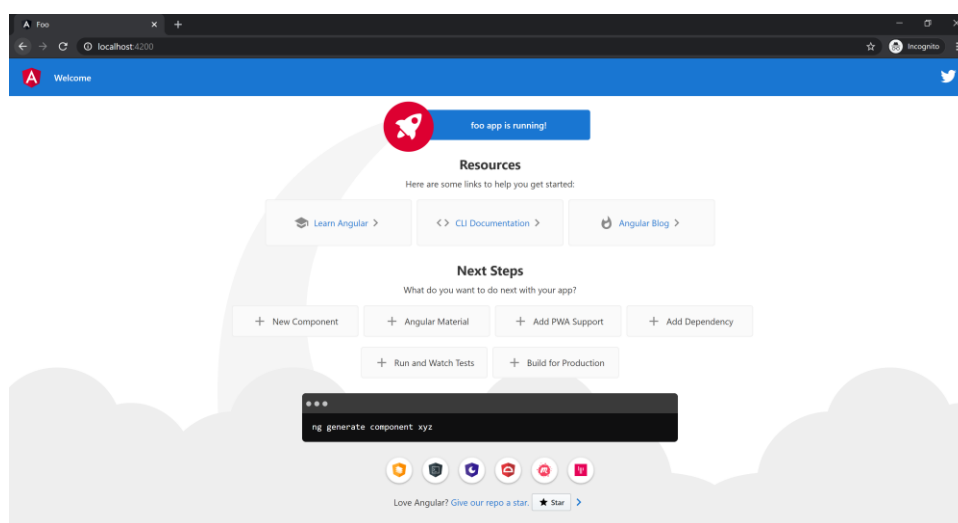 Foo
localhost:4200
Incognito
Welcome
foo app is running!
Resources
Here are some links to help you get started:
Learn Angular
CLI Documentation
Angular Blog
Next Steps
What do you want to do next with your app?
New Component
Angular Material
Add PWA Support
Add Dependency
Run and Watch Tests
Build for Production
ng generate component xyz
Love Angular? Give our repo a star. Star